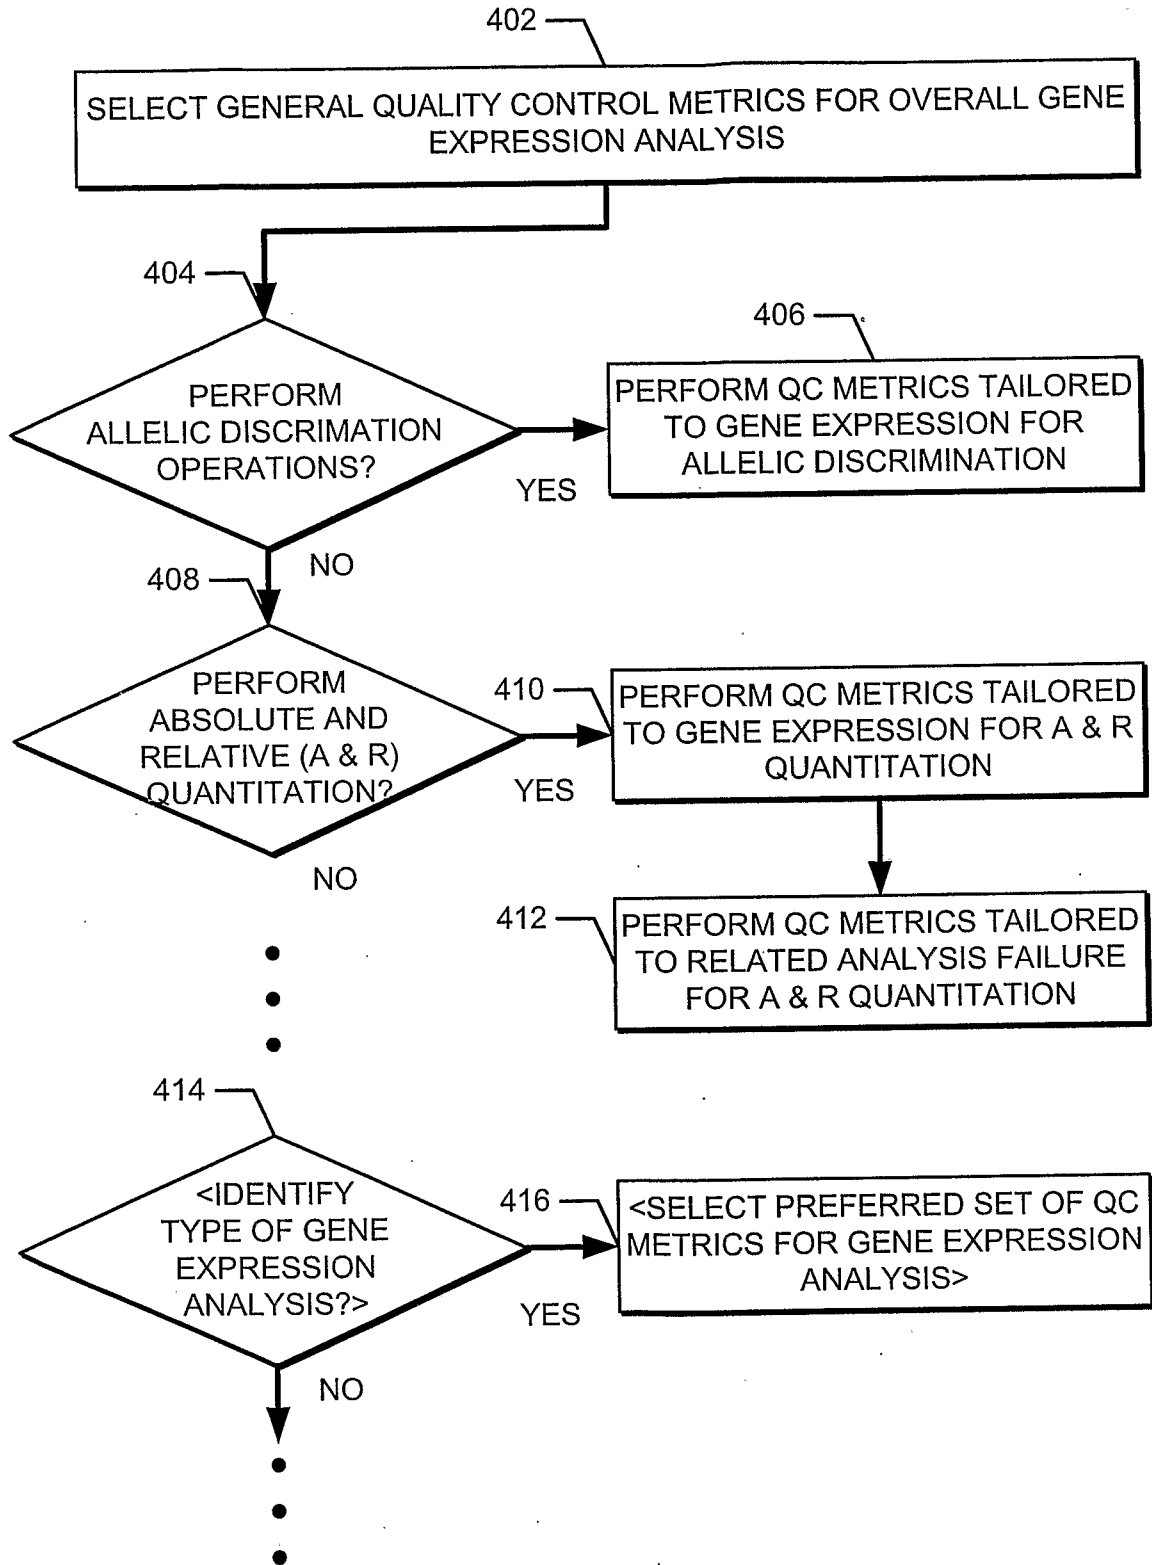 402
SELECT GENERAL QUALITY CONTROL METRICS FOR OVERALL GENE
EXPRESSION ANALYSIS
404
PERFORM
ALLELIC DISCRIMATION
OPERATIONS?
YES
NO
406
PERFORM QC METRICS TAILORED
TO GENE EXPRESSION FOR
ALLELIC DISCRIMINATION
408
PERFORM
ABSOLUTE AND
RELATIVE (A & R)
QUANTITATION?
YES
NO
410
PERFORM QC METRICS TAILORED
TO GENE EXPRESSION FOR A & R
QUANTITATION
412
PERFORM QC METRICS TAILORED
TO RELATED ANALYSIS FAILURE
FOR A & R QUANTITATION
414
<IDENTIFY
TYPE OF GENE
EXPRESSION
ANALYSIS?>
YES
NO
416
<SELECT PREFERRED SET OF QC
METRICS FOR GENE EXPRESSION
ANALYSIS>